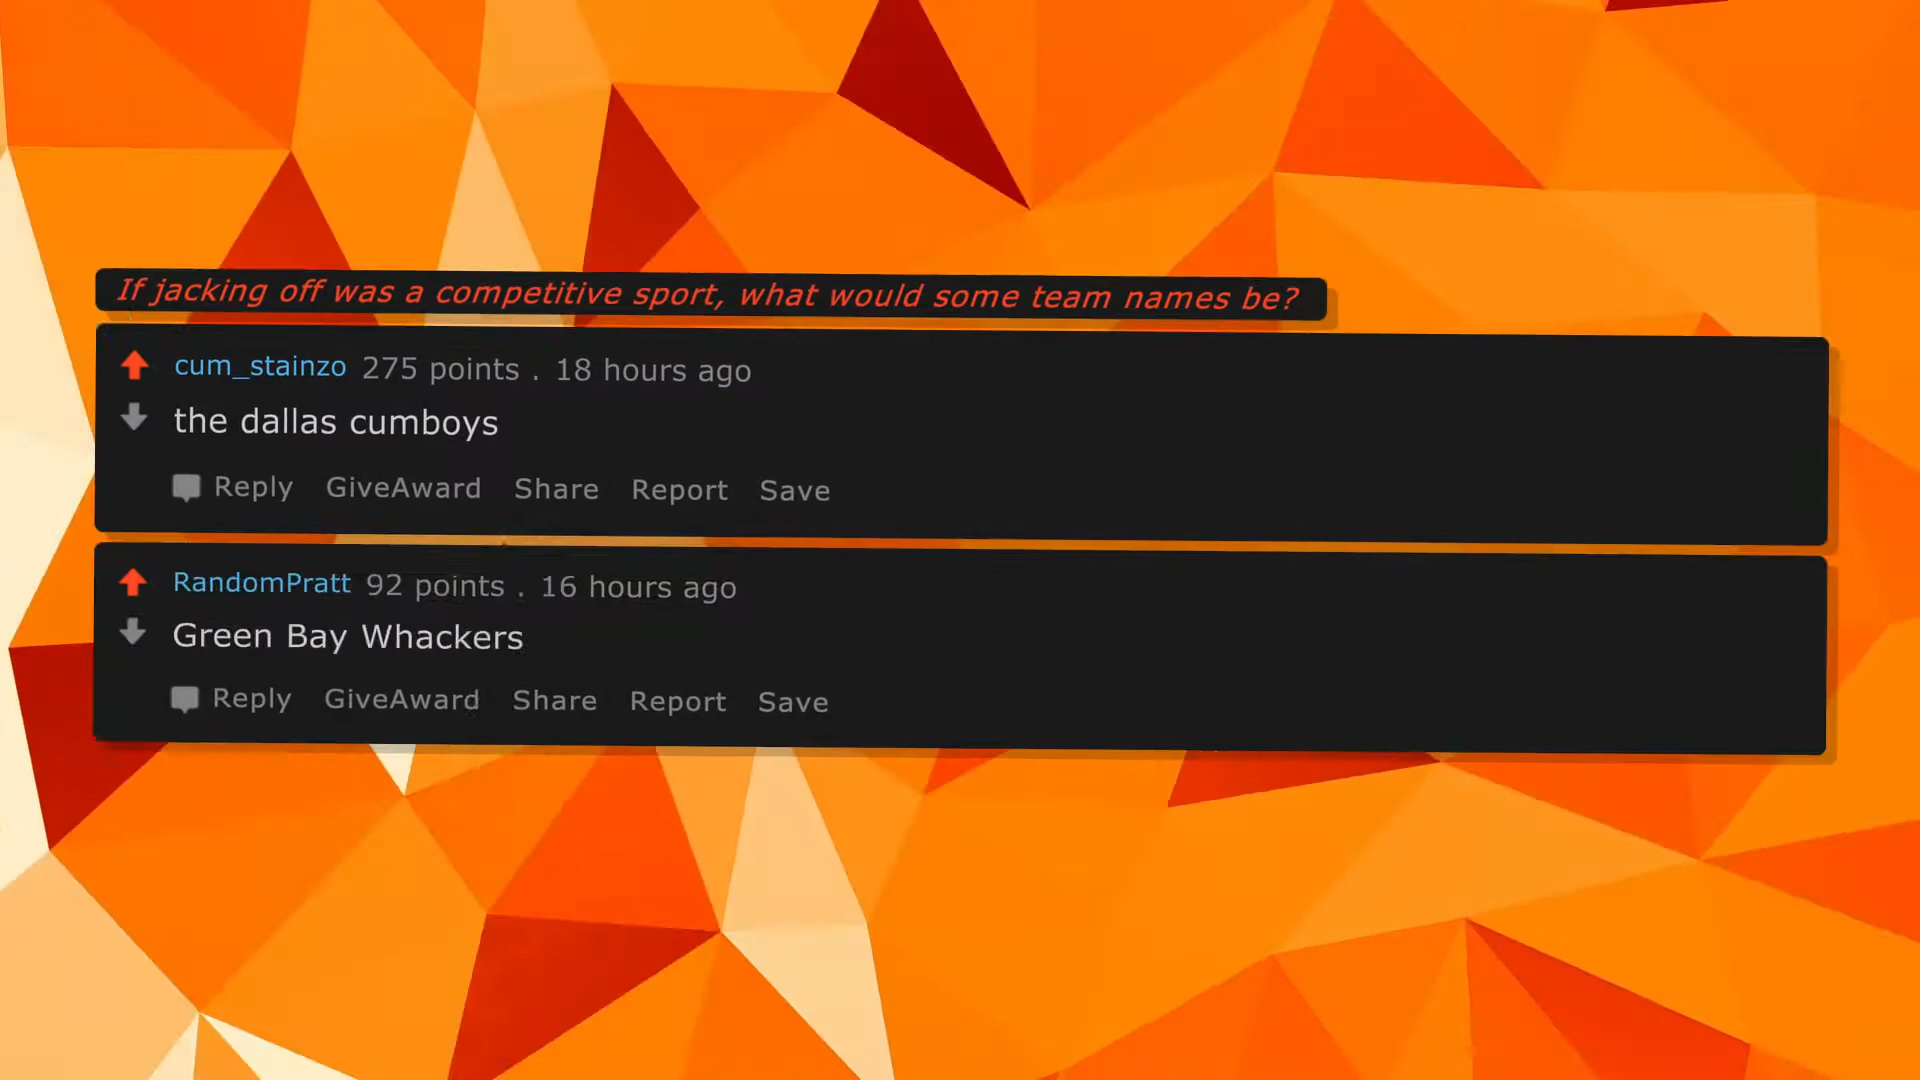 If jacking off was a competitive sport, what would some team names be?
cum_stainzo 275 points . 18 hours ago
the dallas cumboys
Reply GiveAward Share Report Save
RandomPratt 92 points . 16 hours ago
Green Bay Whackers
Reply GiveAward Share Report Save